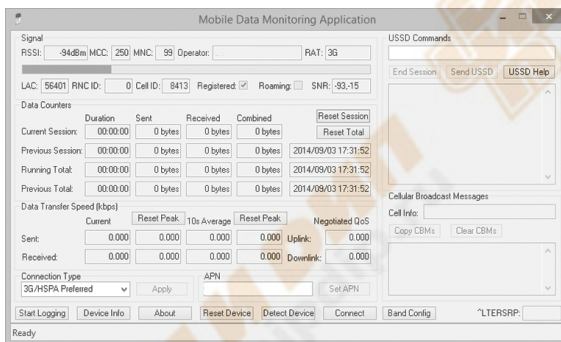 Mobile Data Monitoring Application
Signal
RSSI: -94dBm MCC: 250 MNC: 99 Operator: RAT: 3G
LAC: 56401 RNC ID: 0 Cell ID: 8413 Registered: Roaming: SNR: -93,-15
Data Counters
Duration Sent Received Combined Reset Session
Current Session: 00:00:00 0 bytes 0 bytes 0 bytes Reset Total
Previous Session: 00:00:00 0 bytes 0 bytes 0 bytes 2014/09/03 17:31:52
Running Total: 00:00:00 0 bytes 0 bytes 0 bytes 2014/09/03 17:31:52
Previous Total: 00:00:00 0 bytes 0 bytes 0 bytes 2014/09/03 17:31:52
Data Transfer Speed (kbps)
Current Reset Peak 10s Average Reset Peak Negotiated QoS
Sent: 0.000 0.000 0.000 0.000 Uplink: 0.000
Received: 0.000 0.000 0.000 0.000 Downlink: 0.000
Connection Type
3G/HSPA Preferred Apply
APN
Set APN
Start Logging Device Info About Reset Device Detect Device Connect
USSD Commands
End Session Send USSD USSD Help
Cellular Broadcast Messages
Cell Info:
Copy CBMs Clear CBMs
Band Config ^LTERSRP:
Ready